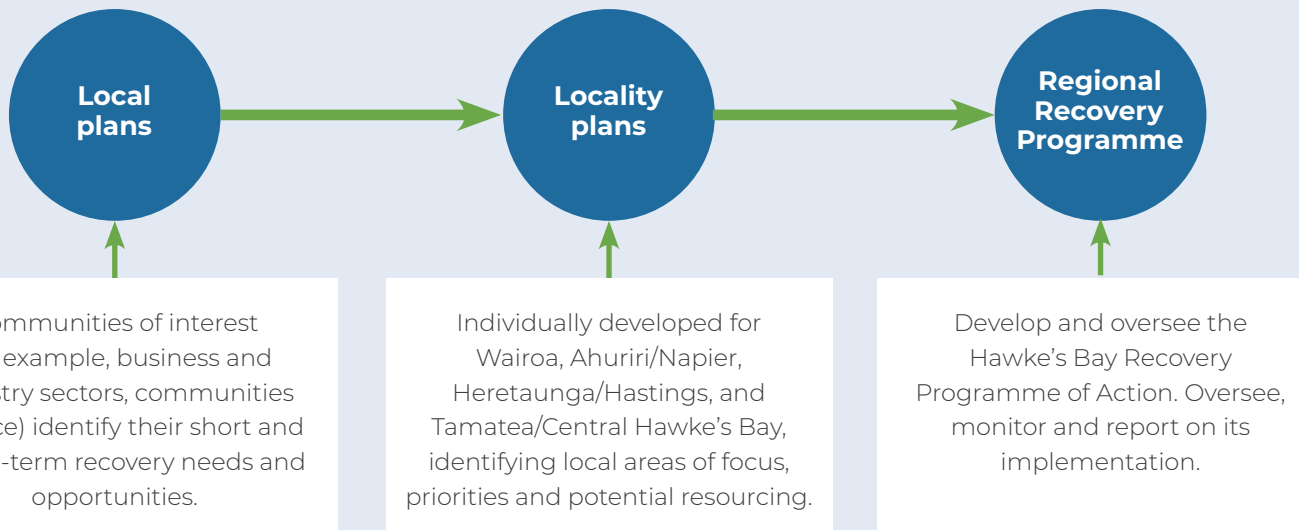 Local
plans
Locality
plans
Regional
Recovery
Programme
of interest
example, business and
sectors, communities
identify their short and
-term recovery needs and
opportunities.
Individually developed for
Wairoa, Ahuriri/Napier,
Heretaunga/Hastings, and
Tamatea/Central Hawke's Bay,
identifying local areas of focus,
priorities and potential resourcing.
Develop and oversee the
Hawke's Bay Recovery
Programme of Action. Oversee,
monitor and report on its
implementation.